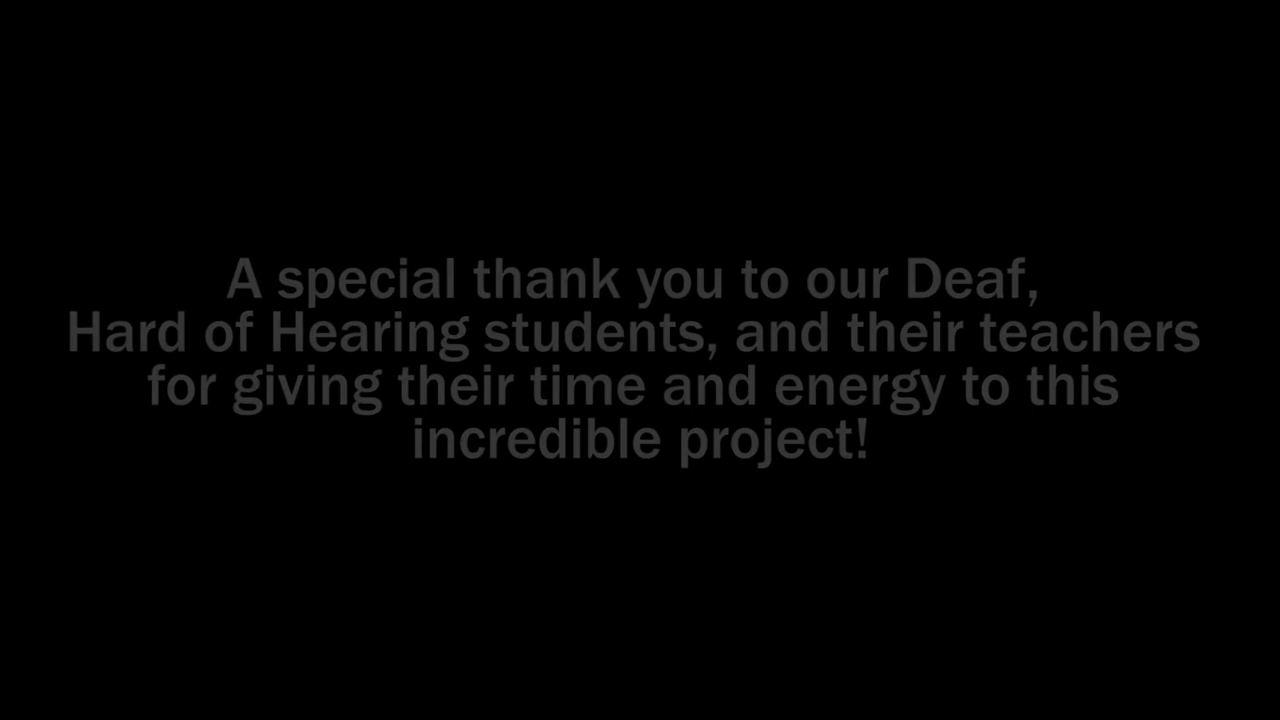 A special thank you to our Deaf,
Hard of Hearing students, and their teachers
for giving their time and energy to this
incredible project!